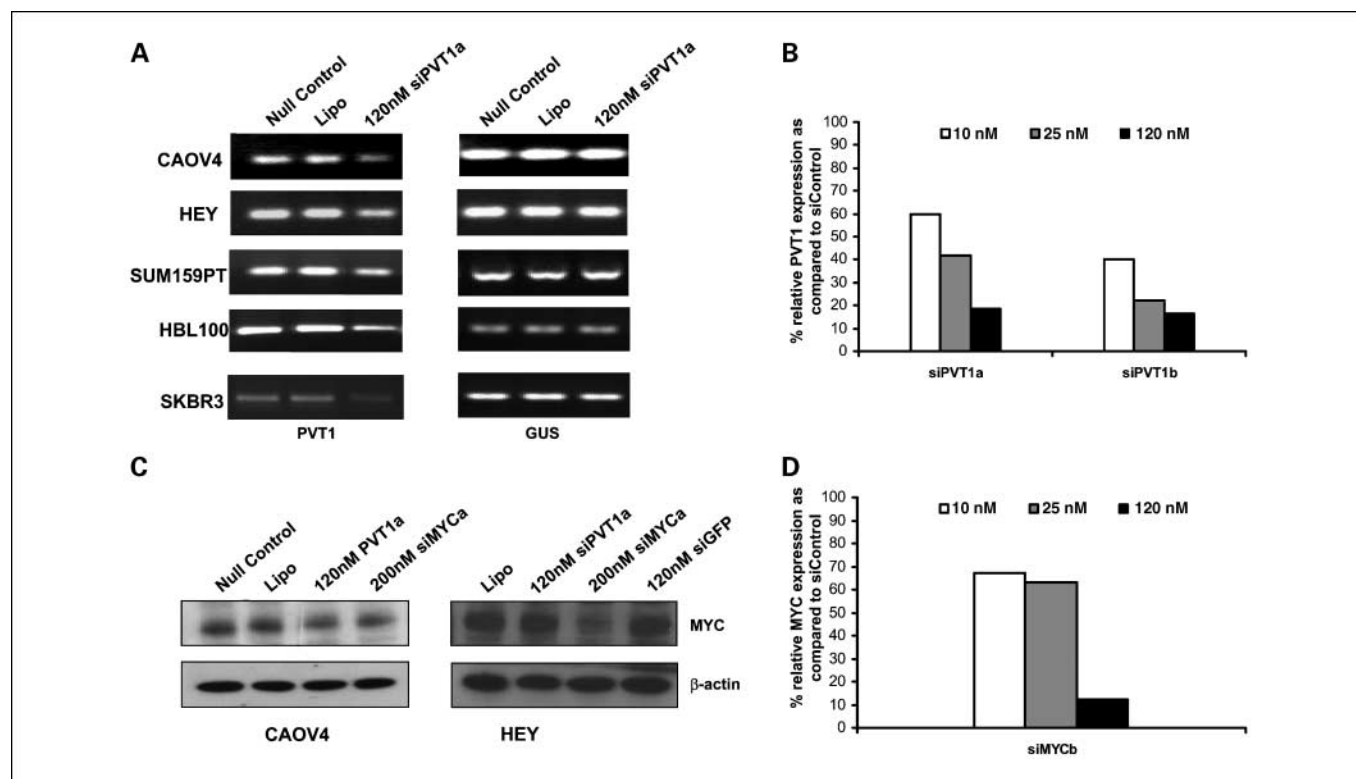 A
Null Control
Lipo
120nM siPVT1a
Null Control
Lipo
120nM siPVT1a
CAOV4
HEY
SUM159PT
HBL100
SKBR3
PVT1
GUS
B
10 nM
25 nM
120 nM
% relative PVT1 expression as
compared to siControl
100
90
80
70
60
50
40
30
20
10
0
siPVT1a
siPVT1b
C
Null Control
Lipo
120nM PVT1a
200nM siMYCa
Lipo
120nM siPVT1a
200nM siMYCa
120nM siGFP
MYC
β-actin
CAOV4
HEY
D
10 nM
25 nM
120 nM
% relative MYC expression as
compared to siControl
100
90
80
70
60
50
40
30
20
10
0
siMYCb